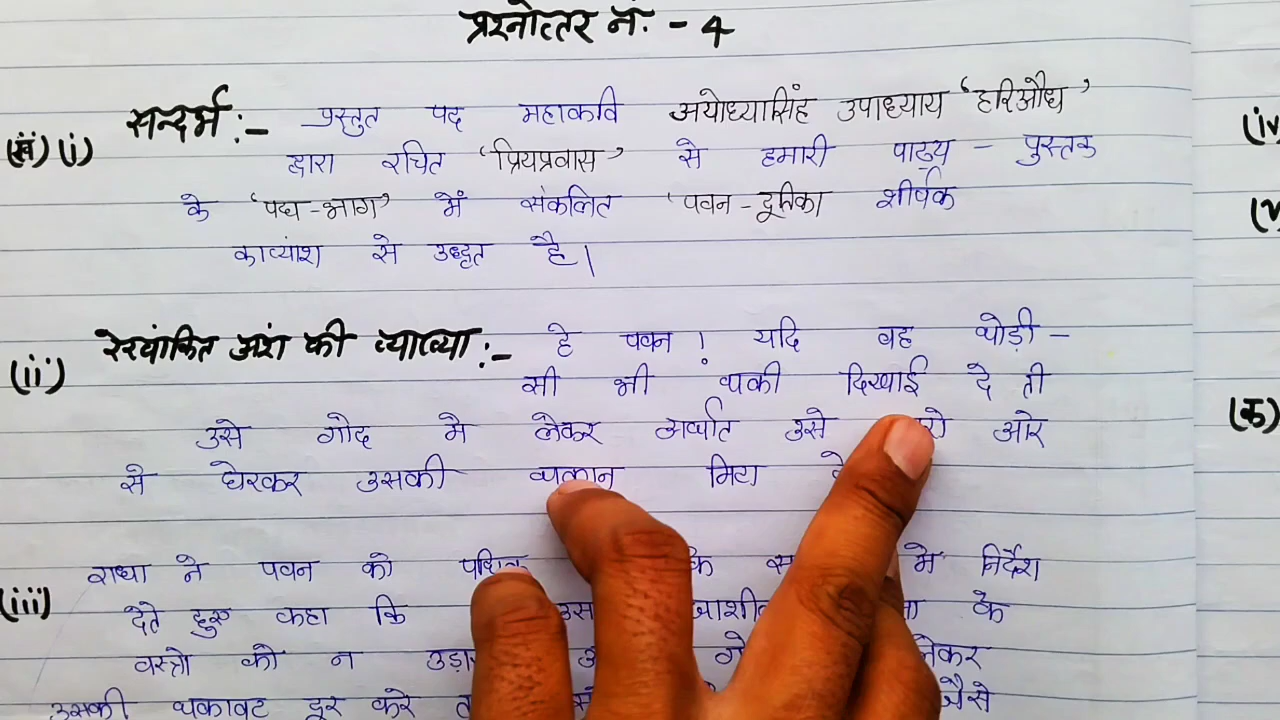 प्रश्नोत्तर नं. - 4
(i) सन्दर्भ :- प्रस्तुत पद महाकवि अयोध्यासिंह उपाध्याय 'हरिऔध'
द्वारा रचित 'प्रियप्रवास' से हमारी पाठ्य - पुस्तक
के 'पद्य-भाग' में संकलित 'पवन-दूतिका शीर्षक
काव्यांश से उद्धृत है।
(ii) रेखांकित अंश की व्याख्या :- हे पवन ! यदि वह थोड़ी -
सी भी थकी दिखाई दे तो
उसे गोद मे लेकर अर्थात उसे ओर
से घेरकर उसकी थकान मिटा
(iii) राधा ने पवन को मे निर्देश
देते हुए कहा कि के
वस्त्रो को न
उसकी थकावट दूर करे जैसे
(iv)
(क)